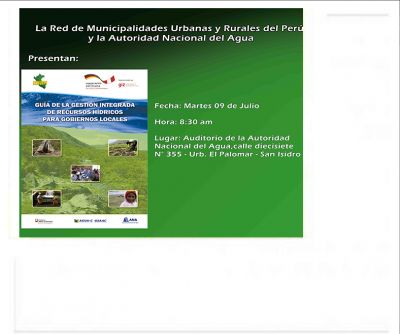 La Red de Municipalidades Urbanas y Rurales del Perú
y la Autoridad Nacional del Agua
Presentan:
giz
GUÍA DE LA GESTIÓN INTEGRADA
DE RECURSOS HÍDRICOS
PARA GOBIERNOS LOCALES
ANA
Fecha: Martes 09 de Julio
Hora: 8:30 am
Lugar: Auditorio de la Autoridad
Nacional del Agua,calle diecisiete
N° 355 - Urb. El Palomar - San Isidro